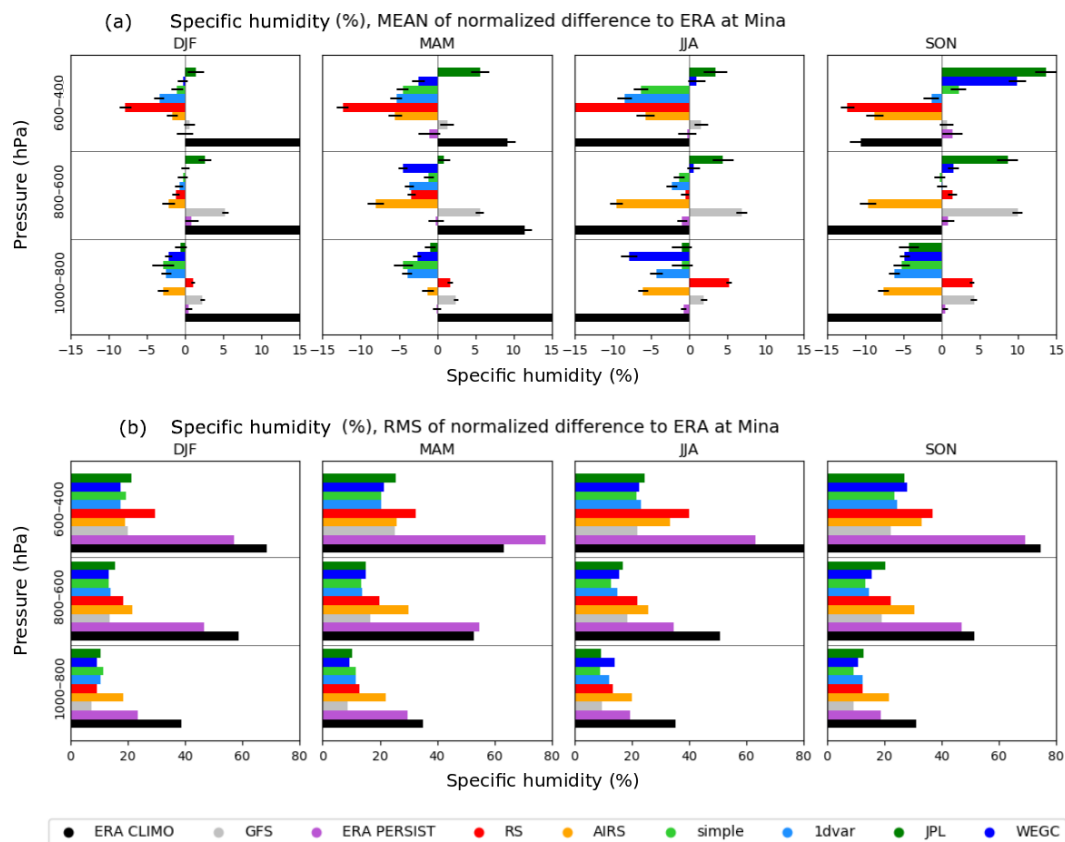 (a) Specific humidity (%), MEAN of normalized difference to ERA at Mina
DJF MAM JJA SON
Pressure (hPa)
600−400
800−600
1000−800
−15 −10 −5 0 5 10 15 −15 −10 −5 0 5 10 15 −15 −10 −5 0 5 10 15 −15 −10 −5 0 5 10 15
Specific humidity (%) Specific humidity (%)
(b) Specific humidity (%), RMS of normalized difference to ERA at Mina
DJF MAM JJA SON
Pressure (hPa)
600−400
800−600
1000−800
0 20 40 60 80 0 20 40 60 80 0 20 40 60 80 0 20 40 60 80
Specific humidity (%) Specific humidity (%)
ERA CLIMO GFS ERA PERSIST RS AIRS simple 1dvar JPL WEGC